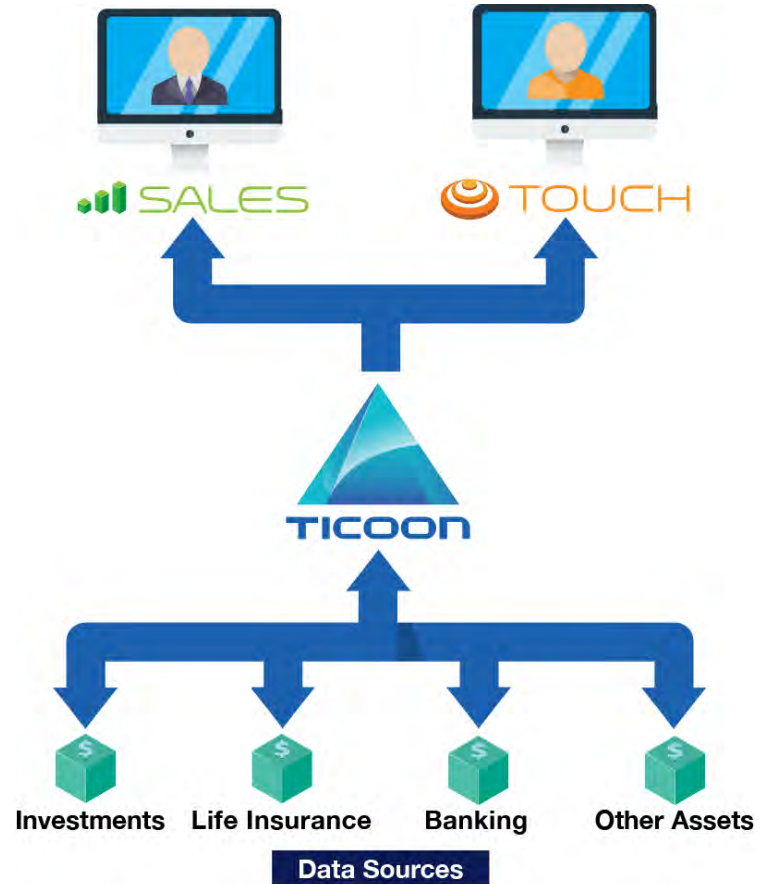 SALES
TOUCH
TICOON
$ $ $ $
Investments Life Insurance Banking Other Assets
Data Sources